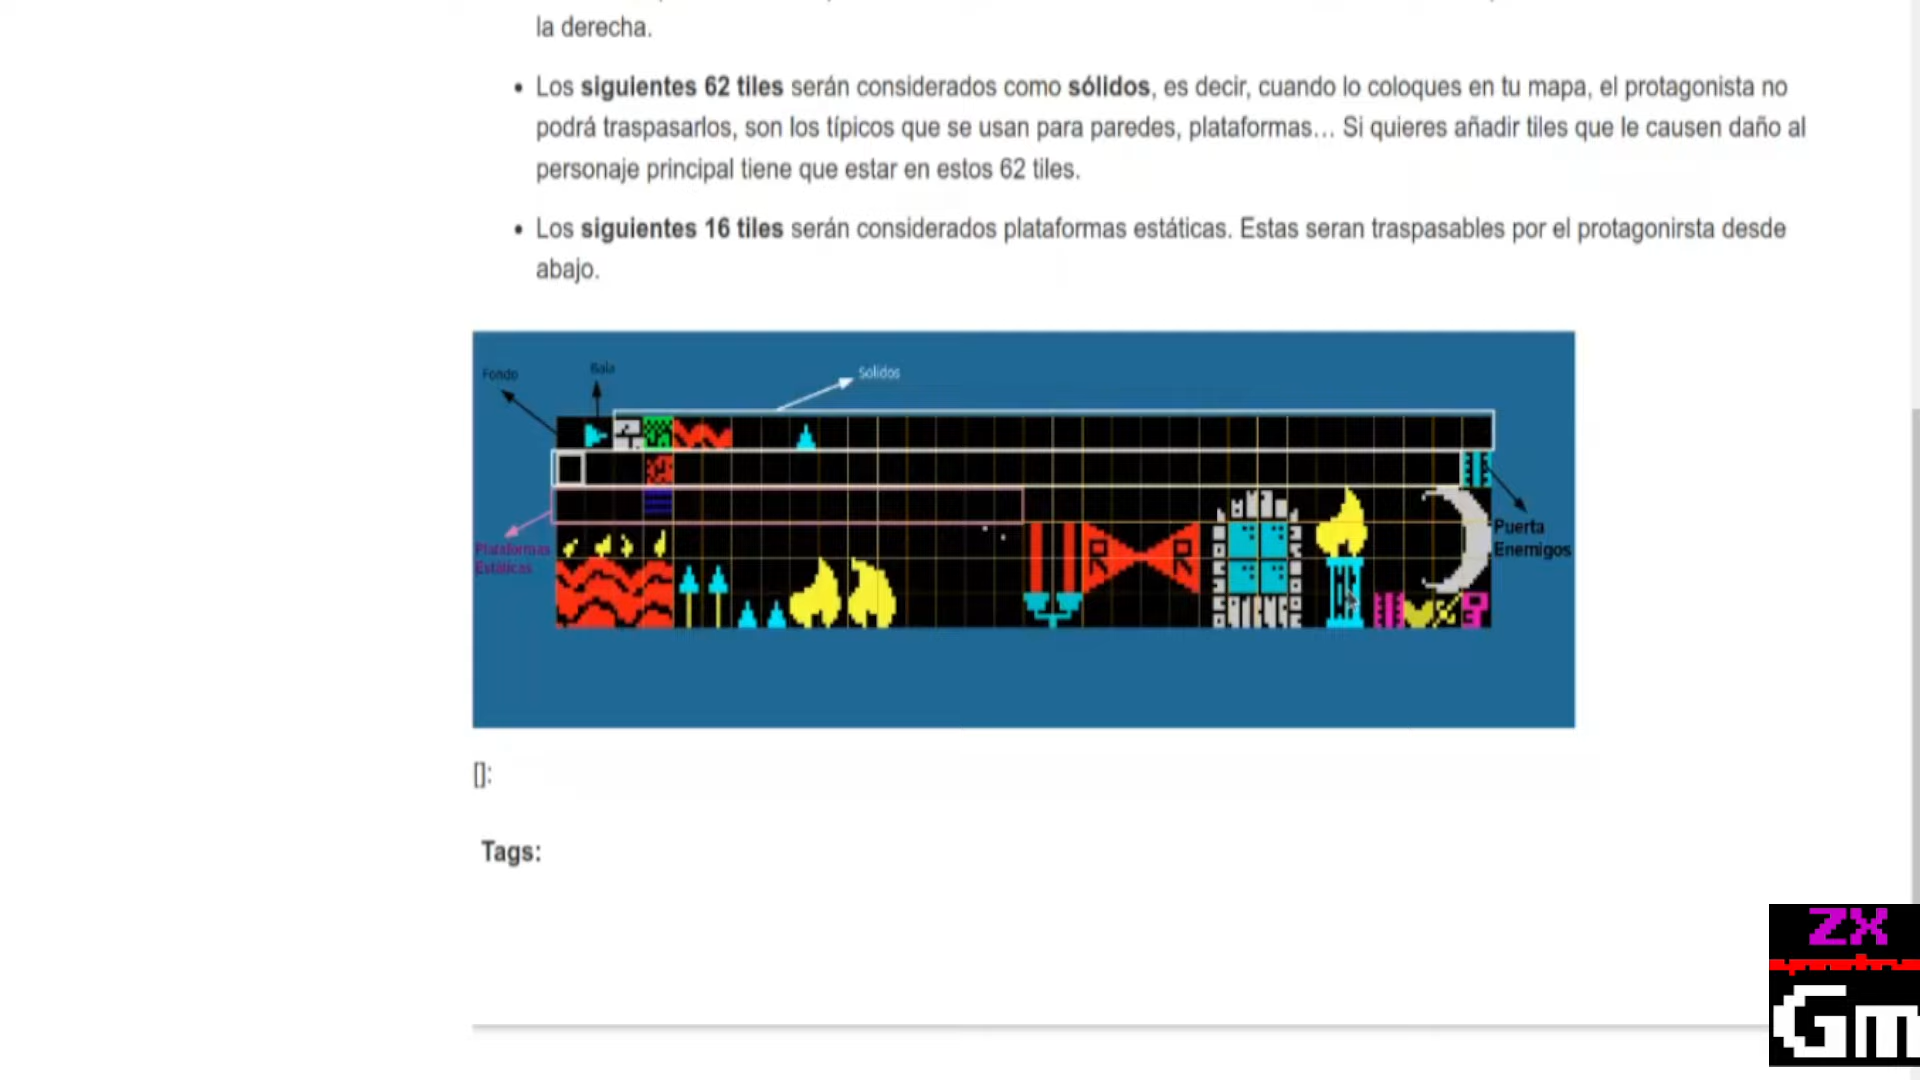 la derecha.
• Los siguientes 62 tiles serán considerados como sólidos, es decir, cuando lo coloques en tu mapa, el protagonista no
podrá traspasarlos, son los típicos que se usan para paredes, plataformas… Si quieres añadir tiles que le causen daño al
personaje principal tiene que estar en estos 62 tiles.
• Los siguientes 16 tiles serán considerados plataformas estáticas. Estas seran traspasables por el protagonirsta desde
abajo.
Fondo
Bala
Solidos
Plataformas
Estáticas
R R
Puerta
Enemigos
[]:
Tags:
ZX
Gm